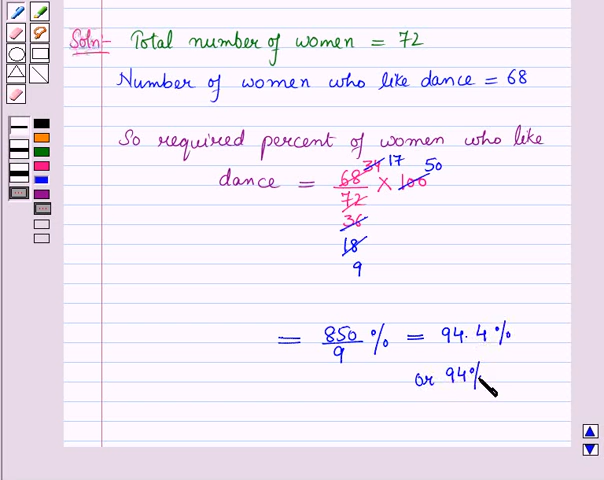 Soln:- Total number of women = 72
Number of women who like dance = 68
So required percent of women who like
34 17 50
dance = 68/72 × 100
36
18
9
= 850/9 % = 94.4%
or 94%